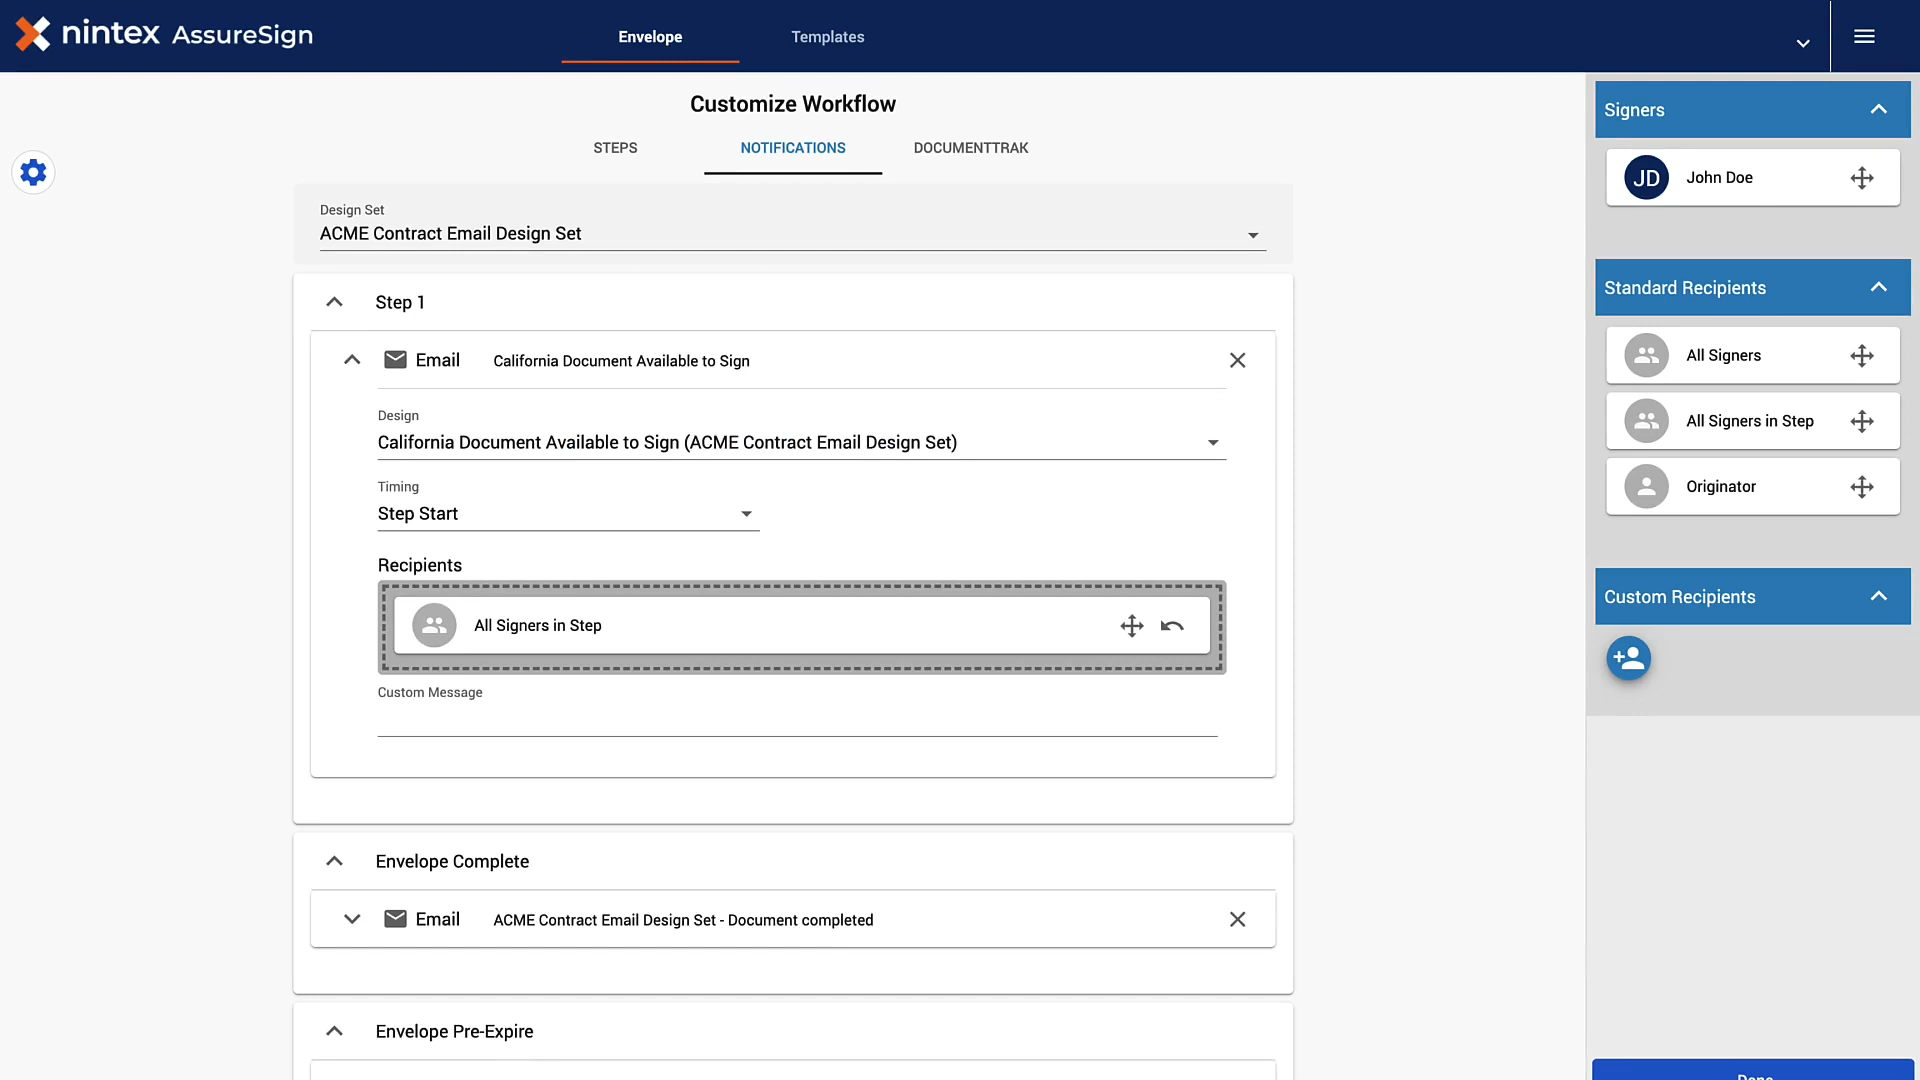 nintex AssureSign
Envelope
Templates
Customize Workflow
STEPS
NOTIFICATIONS
DOCUMENTTRAK
Design Set
ACME Contract Email Design Set
Step 1
Email
California Document Available to Sign
Design
California Document Available to Sign (ACME Contract Email Design Set)
Timing
Step Start
Recipients
All Signers in Step
Custom Message
Envelope Complete
Email
ACME Contract Email Design Set - Document completed
Envelope Pre-Expire
Signers
JD
John Doe
Standard Recipients
All Signers
All Signers in Step
Originator
Custom Recipients
Done